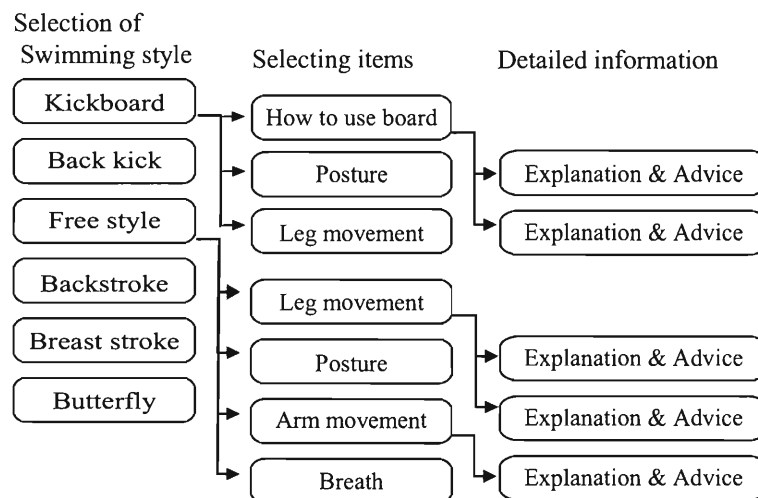 Selection of
Swimming style
Selecting items
Detailed information
Kickboard
Back kick
Free style
Backstroke
Breast stroke
Butterfly
How to use board
Posture
Leg movement
Leg movement
Posture
Arm movement
Breath
Explanation & Advice
Explanation & Advice
Explanation & Advice
Explanation & Advice
Explanation & Advice